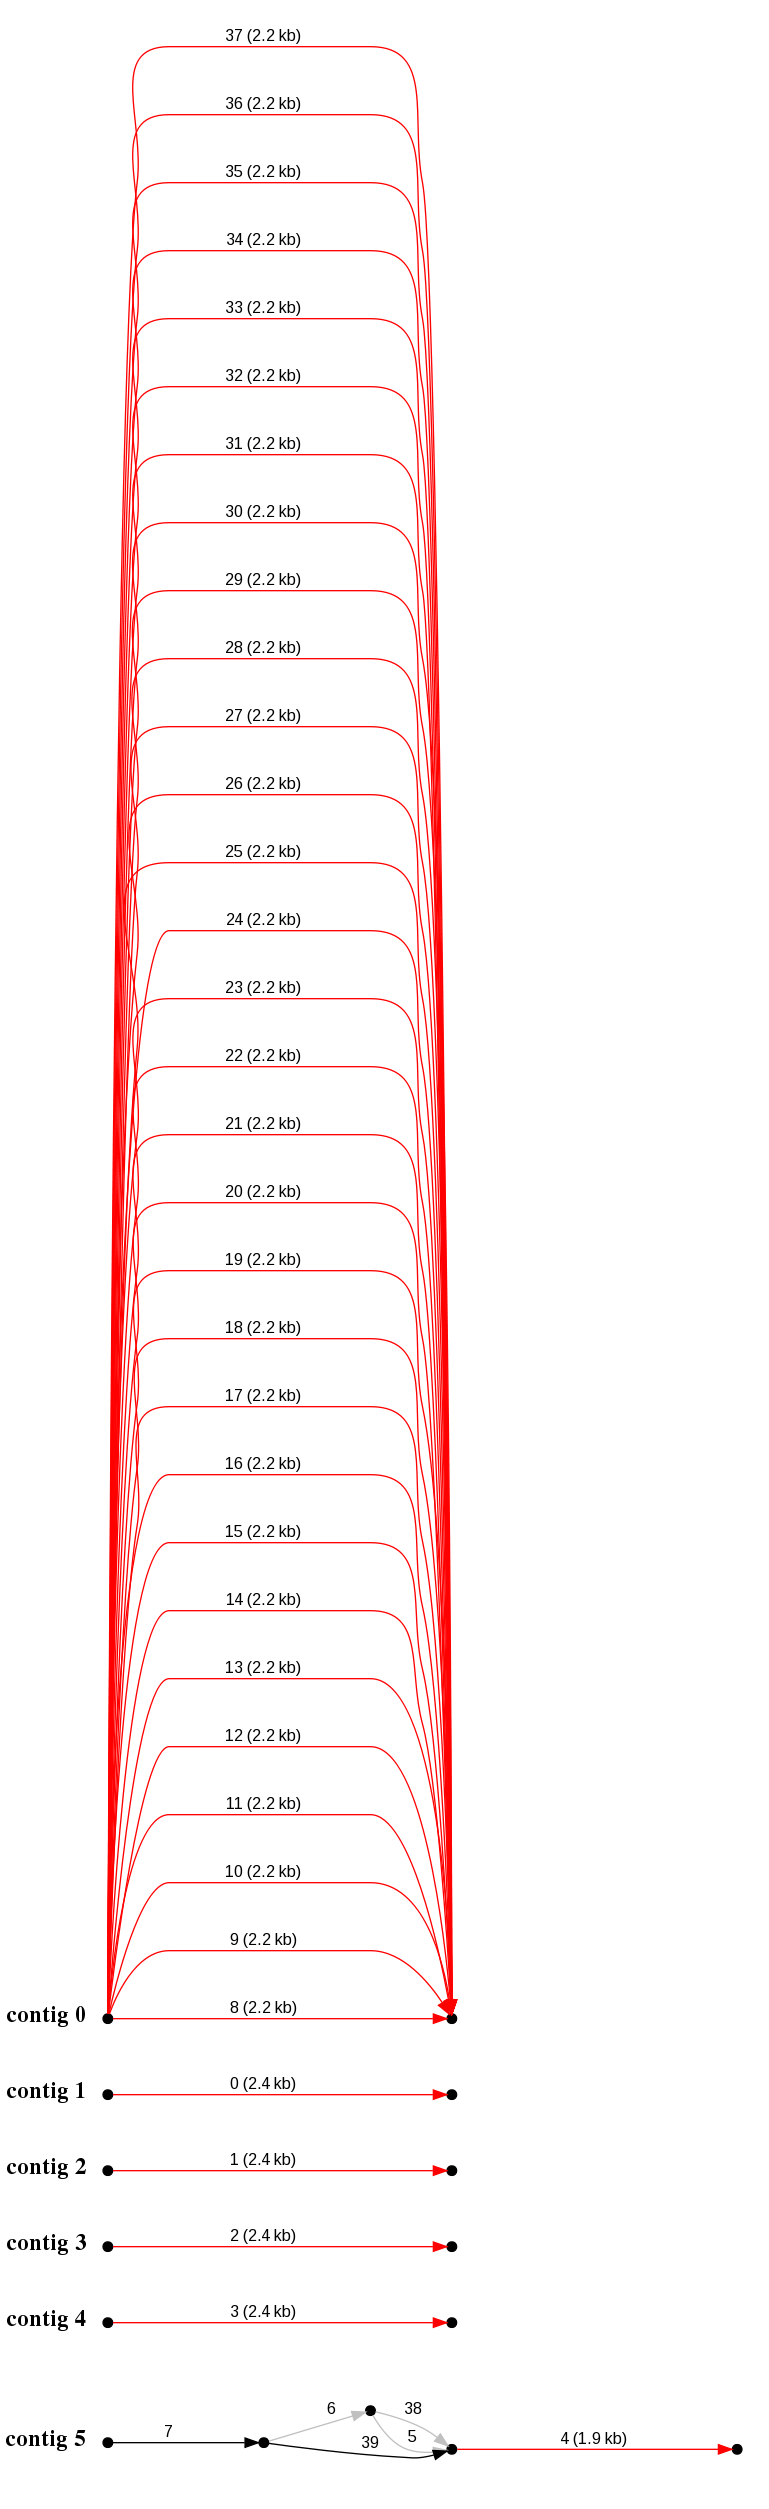 37 (2.2 kb)
36 (2.2 kb)
35 (2.2 kb)
34 (2.2 kb)
33 (2.2 kb)
32 (2.2 kb)
31 (2.2 kb)
30 (2.2 kb)
29 (2.2 kb)
28 (2.2 kb)
27 (2.2 kb)
26 (2.2 kb)
25 (2.2 kb)
24 (2.2 kb)
23 (2.2 kb)
22 (2.2 kb)
21 (2.2 kb)
20 (2.2 kb)
19 (2.2 kb)
18 (2.2 kb)
17 (2.2 kb)
16 (2.2 kb)
15 (2.2 kb)
14 (2.2 kb)
13 (2.2 kb)
12 (2.2 kb)
11 (2.2 kb)
10 (2.2 kb)
9 (2.2 kb)
contig 0 8 (2.2 kb)
contig 1 0 (2.4 kb)
contig 2 1 (2.4 kb)
contig 3 2 (2.4 kb)
contig 4 3 (2.4 kb)
6 38
contig 5 7 39 5 4 (1.9 kb)